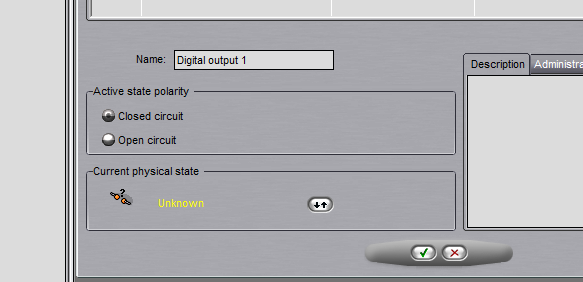 Name: Digital output 1
Description
Administra
Active state polarity
Closed circuit
Open circuit
Current physical state
?
Unknown